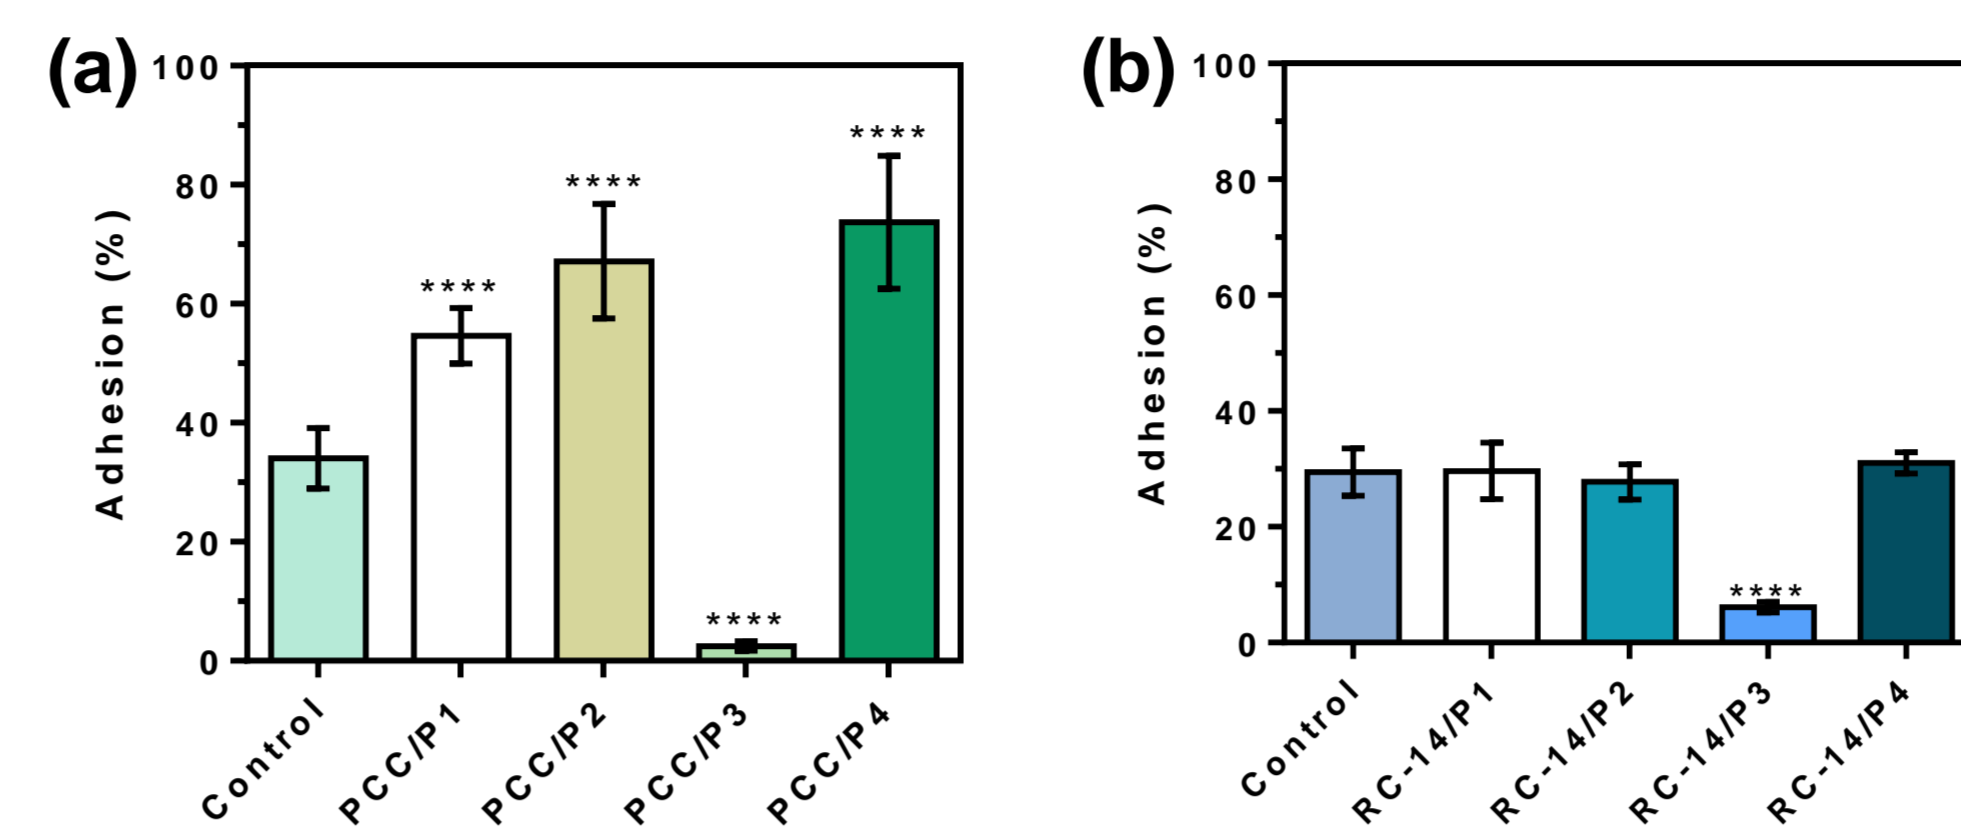 (a)
Adhesion (%)
100
80
60
40
20
0
****
****
****
****
Control
PCC/P1
PCC/P2
PCC/P3
PCC/P4
(b)
Adhesion (%)
100
80
60
40
20
0
****
Control
RC-14/P1
RC-14/P2
RC-14/P3
RC-14/P4